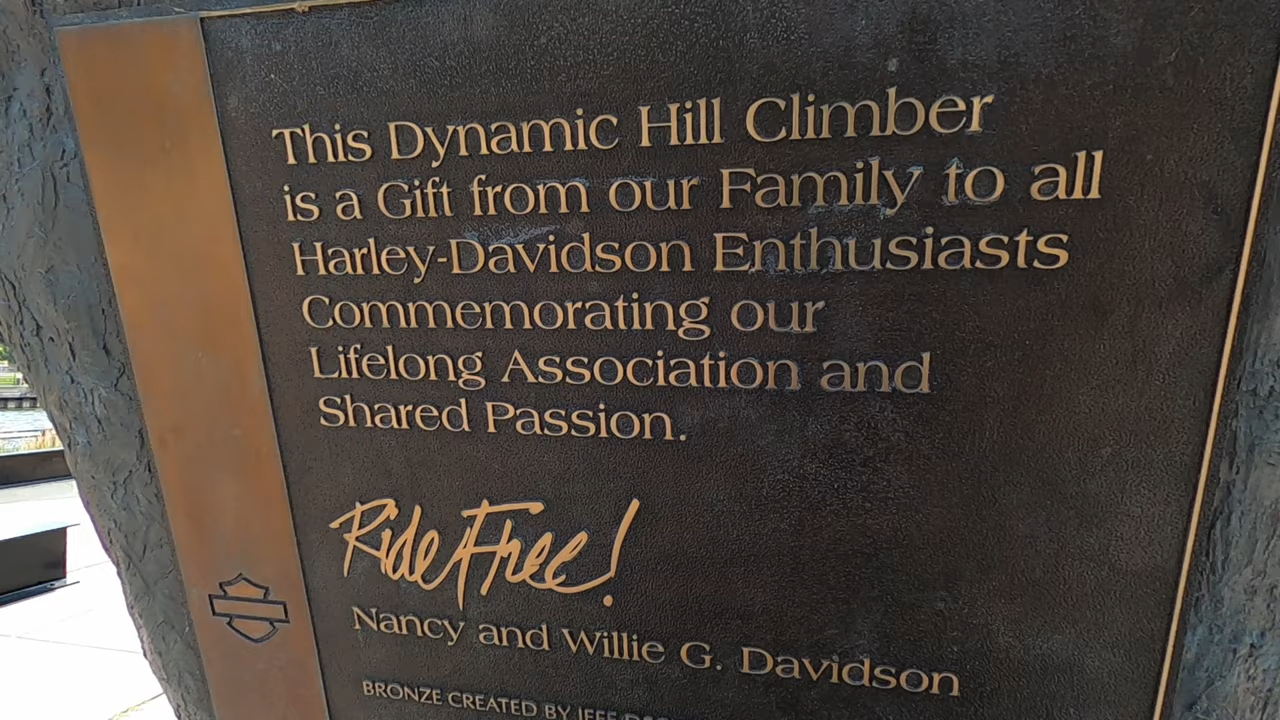 This Dynamic Hill Climber
is a Gift from our Family to all
Harley-Davidson Enthusiasts
Commemorating our
Lifelong Association and
Shared Passion.
Ride Free!
Nancy and Willie G. Davidson
BRONZE CREATED BY JEFF